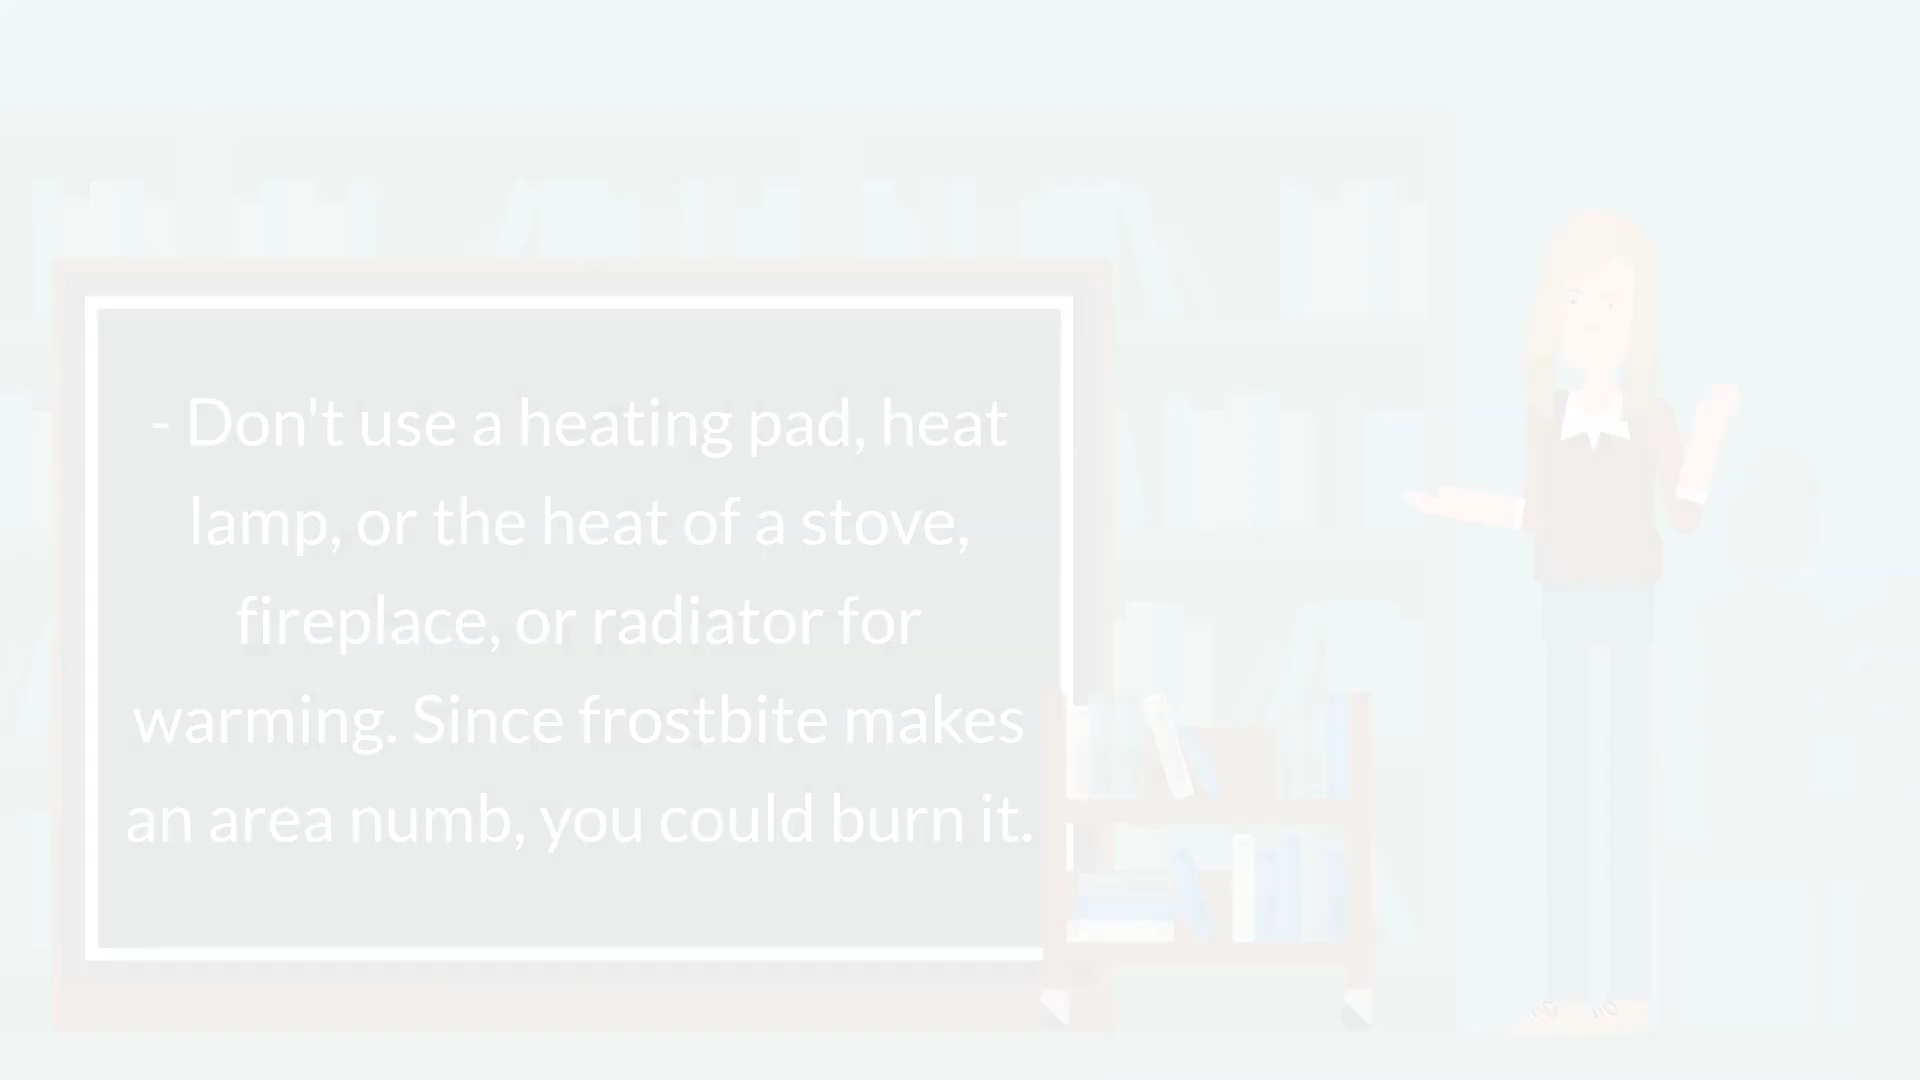 - Don't use a heating pad, heat
lamp, or the heat of a stove,
fireplace, or radiator for
warming. Since frostbite makes
an area numb, you could burn it.